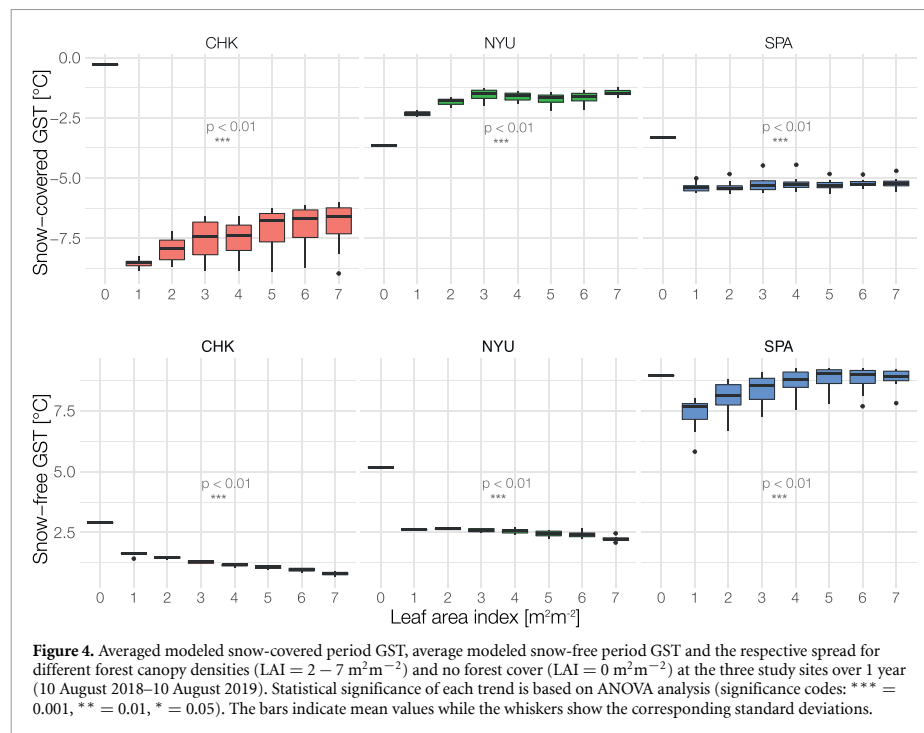 CHK NYU SPA
0.0
−2.5
−5.0
−7.5
Snow−covered GST [°C]
p < 0.01 p < 0.01 p < 0.01
*** *** ***
0 1 2 3 4 5 6 7 0 1 2 3 4 5 6 7 0 1 2 3 4 5 6 7
CHK NYU SPA
7.5
5.0
2.5
Snow−free GST [°C]
p < 0.01 p < 0.01 p < 0.01
*** *** ***
0 1 2 3 4 5 6 7 0 1 2 3 4 5 6 7 0 1 2 3 4 5 6 7
Leaf area index [m²m⁻²]
Figure 4. Averaged modeled snow-covered period GST, average modeled snow-free period GST and the respective spread for
different forest canopy densities (LAI = 2 − 7 m²m⁻²) and no forest cover (LAI = 0 m²m⁻²) at the three study sites over 1 year
(10 August 2018–10 August 2019). Statistical significance of each trend is based on ANOVA analysis (significance codes: *** =
0.001, ** = 0.01, * = 0.05). The bars indicate mean values while the whiskers show the corresponding standard deviations.